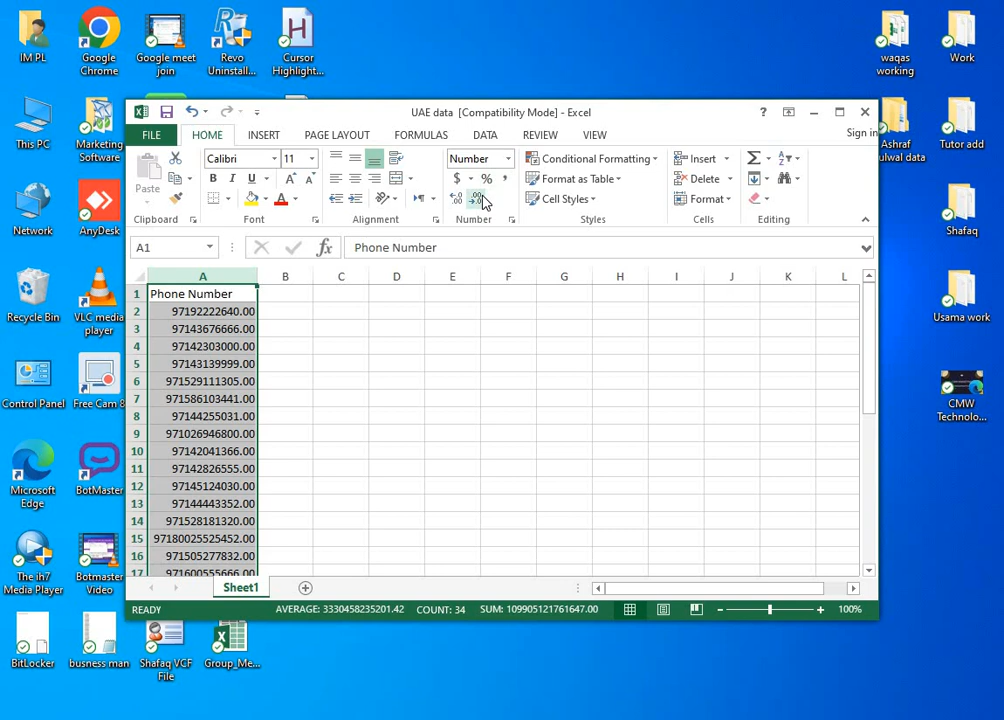 IM PL
Google
Chrome
Google meet
join
Revo
Uninstall...
Cursor
Highlight...
waqas
working
Work
This PC
Marketing
Software
Ashraf
Tutor add
Network
AnyDesk
Shafaq
Recycle Bin
VLC media
player
Usama work
Control Panel
Free Cam 8
CMW
Technolo...
Microsoft
Edge
BotMaster
The ih7
Media Player
Botmaster
Video
BitLocker
busness man
Shafaq VCF
File
Group_Me...
UAE data [Compatibility Mode] - Excel
Sign in
FILE HOME INSERT PAGE LAYOUT FORMULAS DATA REVIEW VIEW
Paste
Calibri 11
B I U
Number
$ %
Conditional Formatting
Format as Table
Cell Styles
Insert
Delete
Format
Clipboard Font Alignment Number Styles Cells Editing
A1 fx Phone Number
A B C D E F G H I J K L
1 Phone Number
2 97192222640.00
3 97143676666.00
4 97142303000.00
5 97143139999.00
6 971529111305.00
7 971586103441.00
8 97144255031.00
9 971026946800.00
10 97142041366.00
11 97142826555.00
12 97145124030.00
13 97144443352.00
14 971528181320.00
15 97180025525452.00
16 971505277832.00
17 971600555666.00
Sheet1
READY AVERAGE: 3330458235201.42 COUNT: 34 SUM: 109905121761647.00 100%